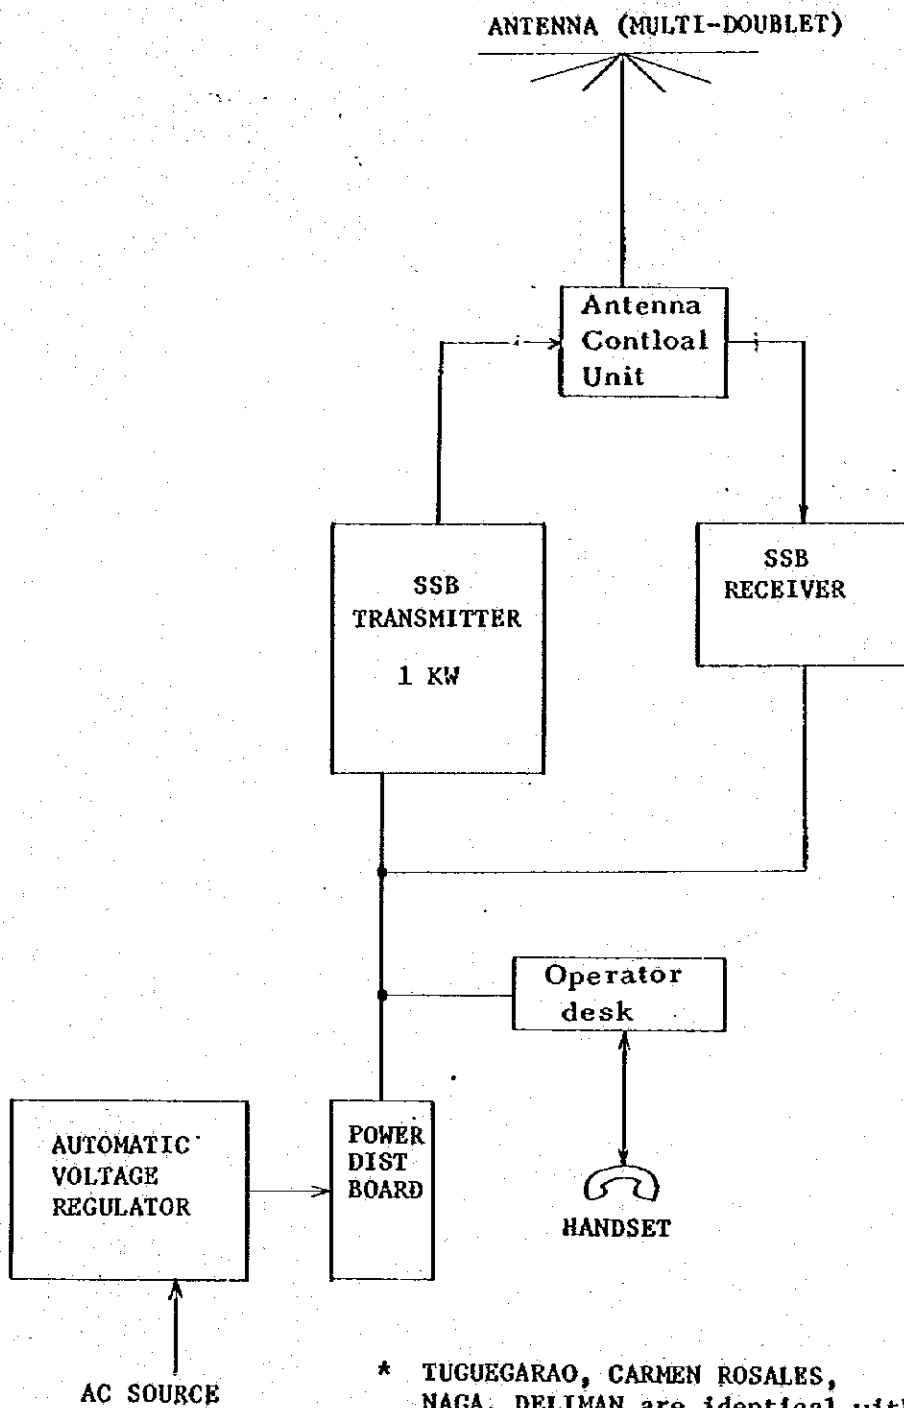 ANTENNA (MULTI-DOUBLET)
Antenna
Contloal
Unit
SSB
TRANSMITTER
1 KW
SSB
RECEIVER
Operator
desk
AUTOMATIC
VOLTAGE
REGULATOR
POWER
DIST
BOARD
HANDSET
AC SOURCE
* TUGUEGARAO, CARMEN ROSALES,
NAGA, DELIMAN are identical with